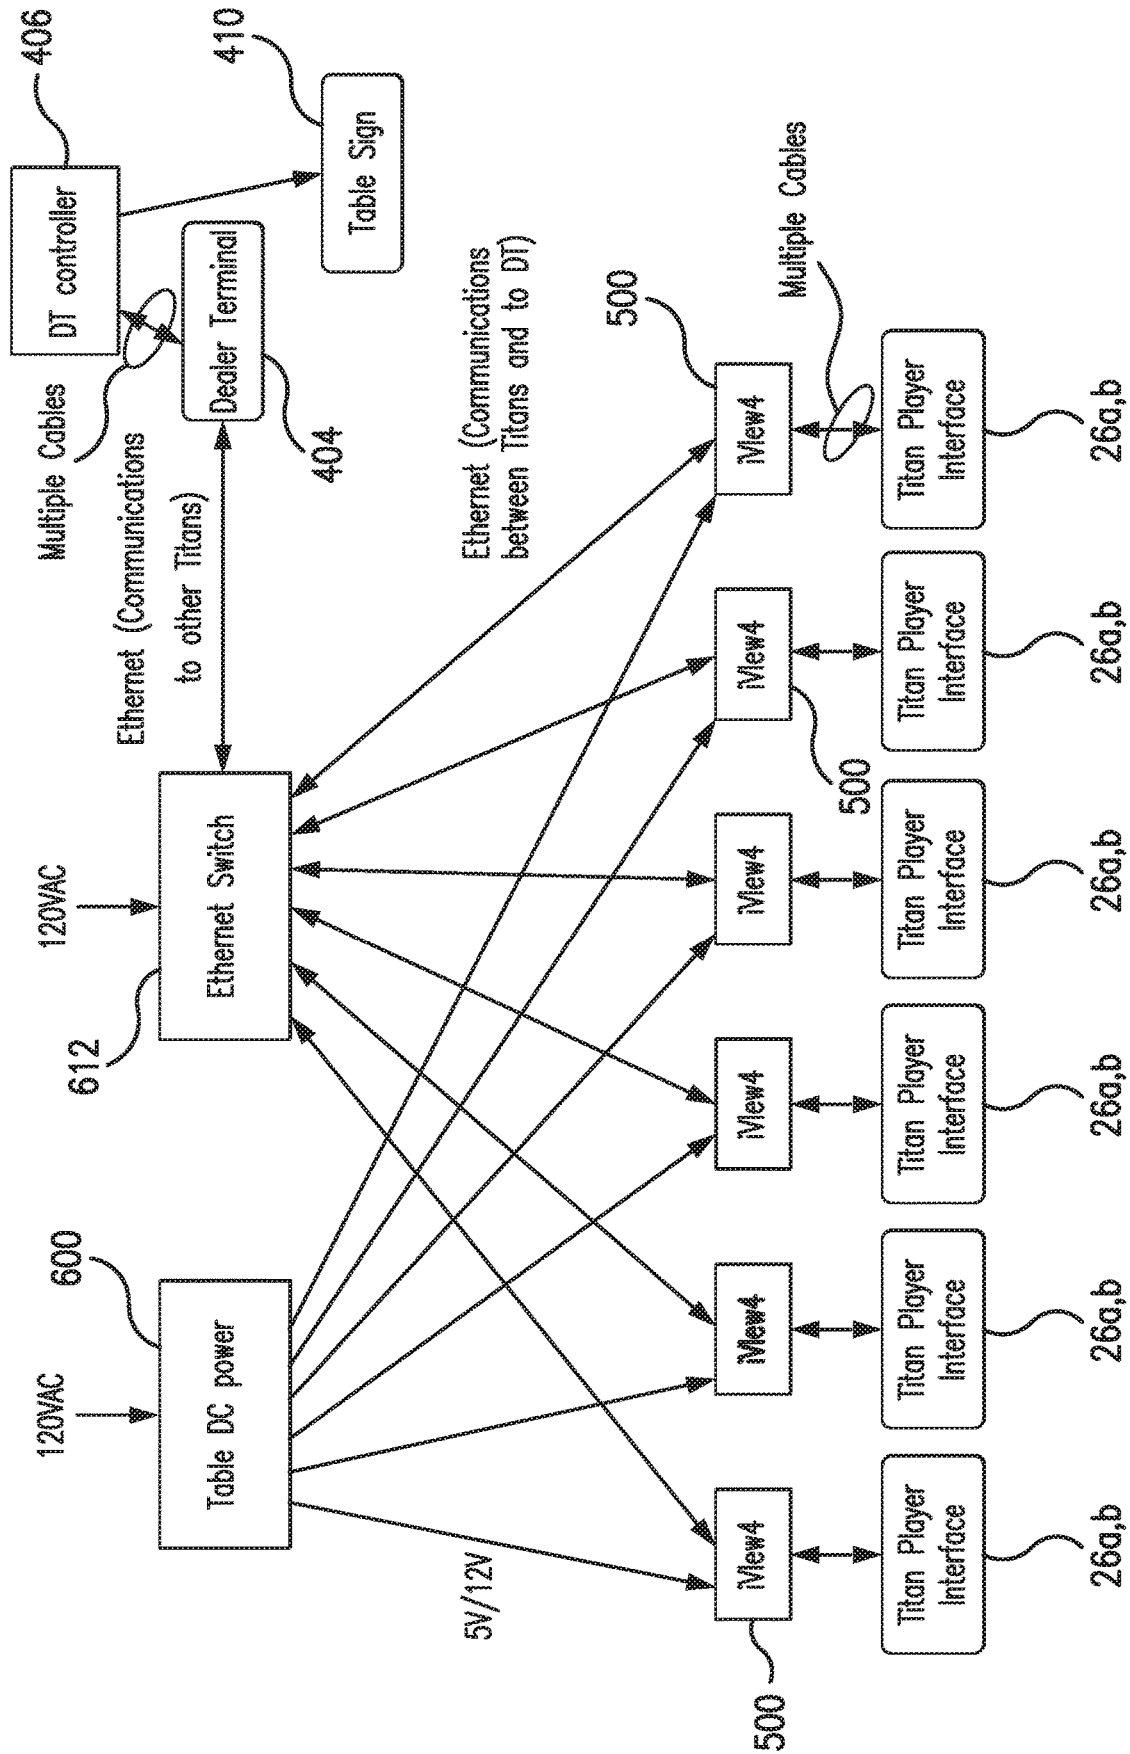 120VAC
600
Table DC power
5V/12V
120VAC
612
Ethernet Switch
Ethernet (Communications
to other Titans)
Multiple Cables
DT controller
406
Dealer Terminal
404
Table Sign
410
Ethernet (Communications
between Titans and to DT)
500
iView4
iView4
iView4
iView4
iView4
500
iView4
500
Multiple Cables
Titan Player
Interface
Titan Player
Interface
Titan Player
Interface
Titan Player
Interface
Titan Player
Interface
Titan Player
Interface
26a,b
26a,b
26a,b
26a,b
26a,b
26a,b